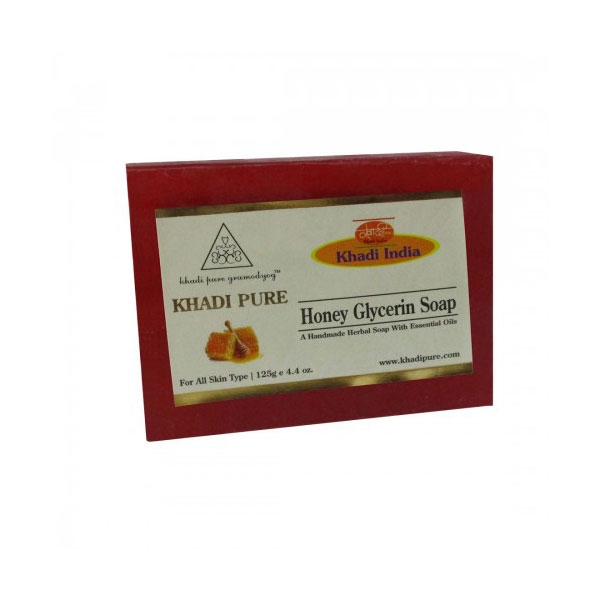 khadi pure gramodyog™
KHADI PURE
For All Skin Type | 125g e 4.4 oz.
खादी
Khadi India
Honey Glycerin Soap
A Handmade Herbal Soap With Essential Oils
www.khadipure.com